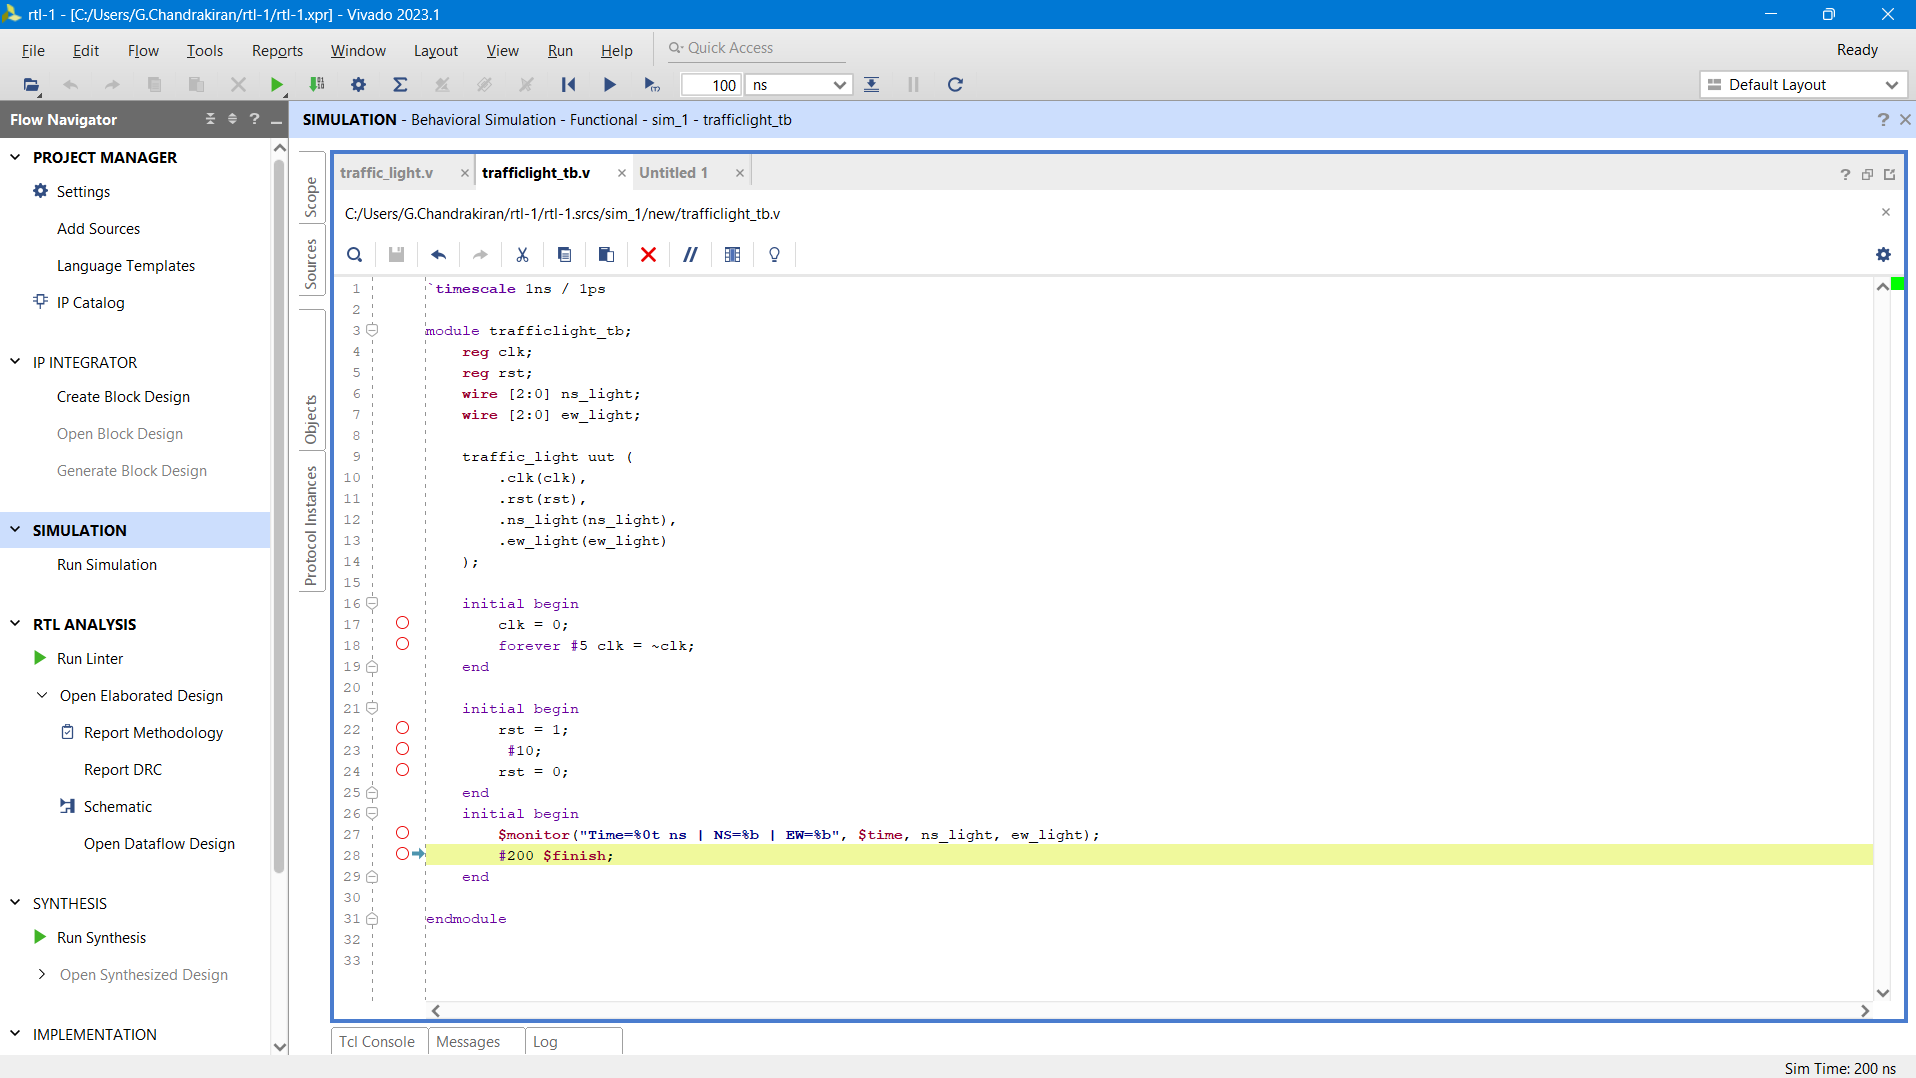 rtl-1 - [C:/Users/G.Chandrakiran/rtl-1/rtl-1.xpr] - Vivado 2023.1
File Edit Flow Tools Reports Window Layout View Run Help Quick Access Ready
100 ns Default Layout
Flow Navigator
SIMULATION - Behavioral Simulation - Functional - sim_1 - trafficlight_tb
PROJECT MANAGER
Settings
Add Sources
Language Templates
IP Catalog
IP INTEGRATOR
Create Block Design
Open Block Design
Generate Block Design
SIMULATION
Run Simulation
RTL ANALYSIS
Run Linter
Open Elaborated Design
Report Methodology
Report DRC
Schematic
Open Dataflow Design
SYNTHESIS
Run Synthesis
Open Synthesized Design
IMPLEMENTATION
Scope
Sources
Objects
Protocol Instances
traffic_light.v trafficlight_tb.v Untitled 1
C:/Users/G.Chandrakiran/rtl-1/rtl-1.srcs/sim_1/new/trafficlight_tb.v
1 `timescale 1ns / 1ps
2
3 module trafficlight_tb;
4 reg clk;
5 reg rst;
6 wire [2:0] ns_light;
7 wire [2:0] ew_light;
8
9 traffic_light uut (
10 .clk(clk),
11 .rst(rst),
12 .ns_light(ns_light),
13 .ew_light(ew_light)
14 );
15
16 initial begin
17 clk = 0;
18 forever #5 clk = ~clk;
19 end
20
21 initial begin
22 rst = 1;
23 #10;
24 rst = 0;
25 end
26 initial begin
27 $monitor("Time=%0t ns | NS=%b | EW=%b", $time, ns_light, ew_light);
28 #200 $finish;
29 end
30
31 endmodule
32
33
Tcl Console Messages Log
Sim Time: 200 ns